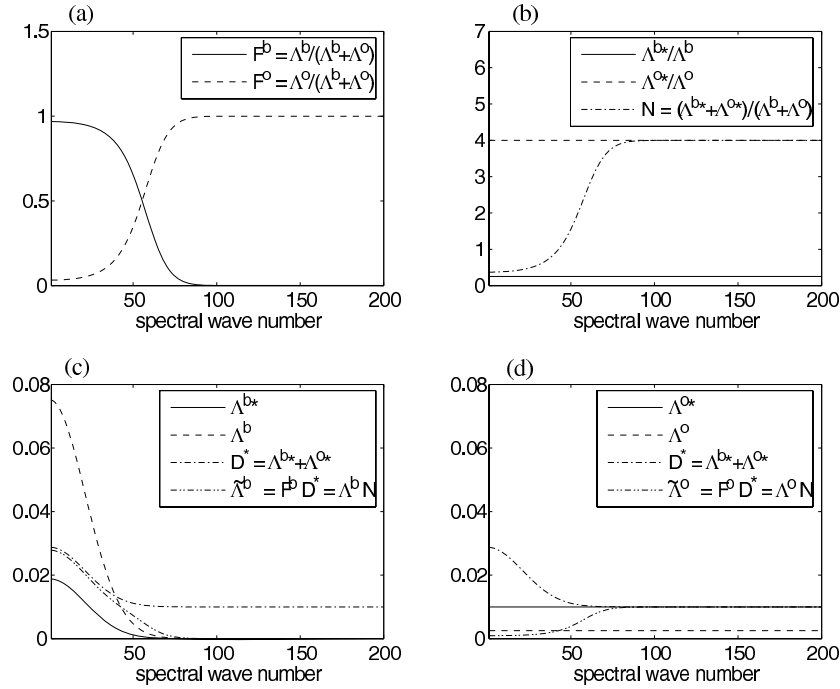 (a)
1.5
1
0.5
0
50
100
150
200
spectral wave number
F^b = Λ^b/(Λ^b+Λ^o)
F^o = Λ^o/(Λ^b+Λ^o)
(b)
7
6
5
4
3
2
1
0
50
100
150
200
spectral wave number
Λ^b*/Λ^b
Λ^o*/Λ^o
N = (Λ^b*+Λ^o*)/(Λ^b+Λ^o)
(c)
0.08
0.06
0.04
0.02
0
50
100
150
200
spectral wave number
Λ^b*
Λ^b
D^* = Λ^b*+Λ^o*
Λ̃^b = F^b D^* = Λ^b N
(d)
0.08
0.06
0.04
0.02
0
50
100
150
200
spectral wave number
Λ^o*
Λ^o
D^* = Λ^b*+Λ^o*
Λ̃^o = F^o D^* = Λ^o N